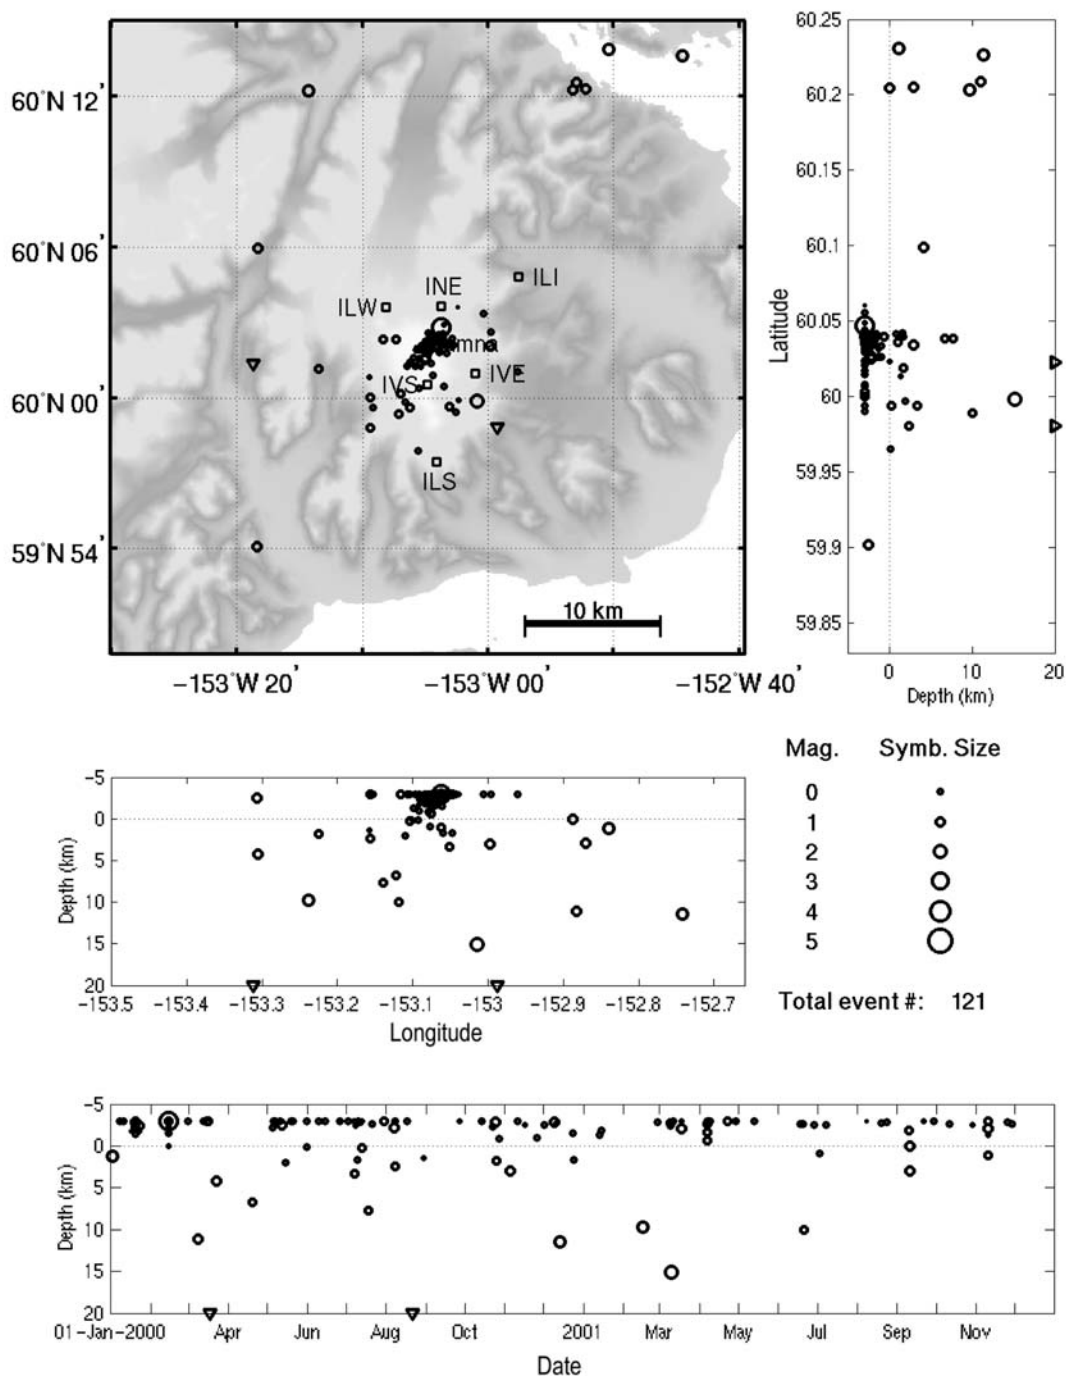 60°N 12'
60°N 06'
60°N 00'
59°N 54'
INE
ILW
ILI
IVE
IVS
ILS
10 km
−153°W 20'
−153°W 00'
−152°W 40'
60.25
60.2
60.15
60.1
60.05
60
59.95
59.9
59.85
Latitude
0
10
20
Depth (km)
−5
0
5
10
15
20
Depth (km)
−153.5
−153.4
−153.3
−153.2
−153.1
−153
−152.9
−152.8
−152.7
Longitude
Mag. Symb. Size
0
1
2
3
4
5
Total event #: 121
−5
0
5
10
15
20
Depth (km)
01-Jan-2000 Apr Jun Aug Oct 2001 Mar May Jul Sep Nov
Date